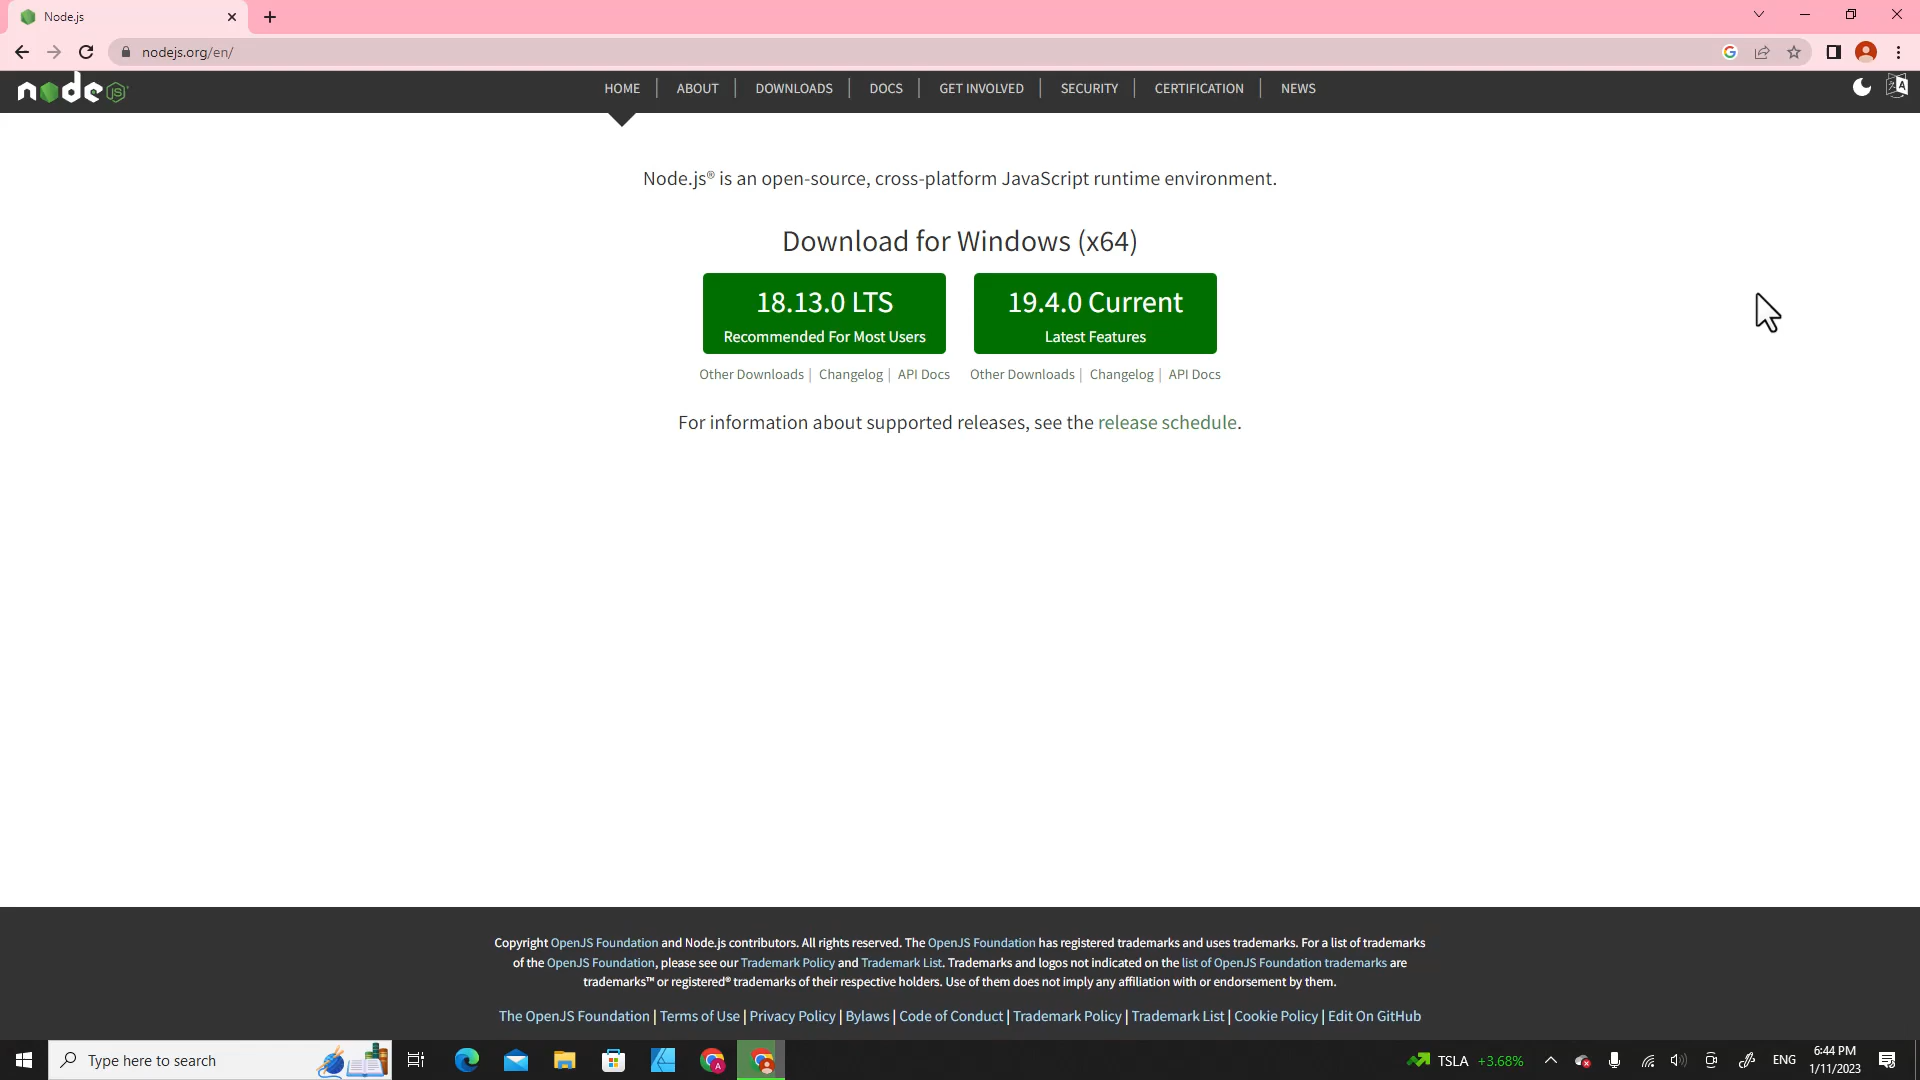 Node.js
nodejs.org/en/
node JS
HOME | ABOUT | DOWNLOADS | DOCS | GET INVOLVED | SECURITY | CERTIFICATION | NEWS
Node.js® is an open-source, cross-platform JavaScript runtime environment.
Download for Windows (x64)
18.13.0 LTS
Recommended For Most Users
19.4.0 Current
Latest Features
Other Downloads | Changelog | API Docs
Other Downloads | Changelog | API Docs
For information about supported releases, see the release schedule.
Copyright OpenJS Foundation and Node.js contributors. All rights reserved. The OpenJS Foundation has registered trademarks and uses trademarks. For a list of trademarks
of the OpenJS Foundation, please see our Trademark Policy and Trademark List. Trademarks and logos not indicated on the list of OpenJS Foundation trademarks are
trademarks™ or registered® trademarks of their respective holders. Use of them does not imply any affiliation with or endorsement by them.
The OpenJS Foundation | Terms of Use | Privacy Policy | Bylaws | Code of Conduct | Trademark Policy | Trademark List | Cookie Policy | Edit On GitHub
Type here to search
TSLA +3.68%
ENG
6:44 PM
1/11/2023